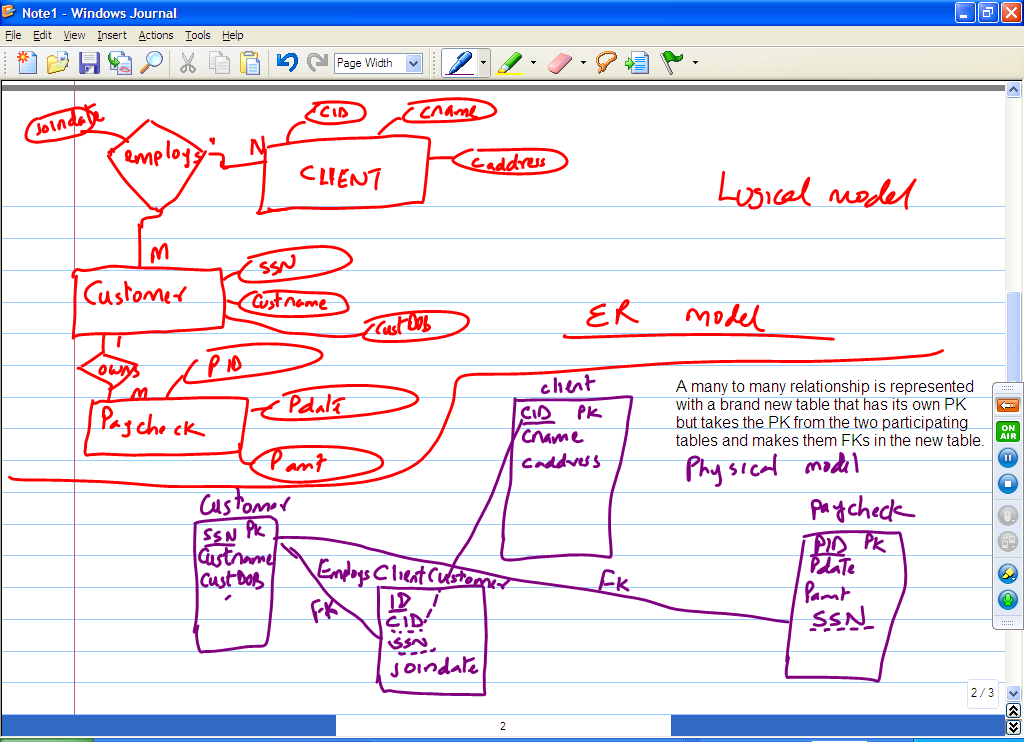 Note1 - Windows Journal
File Edit View Insert Actions Tools Help
Page Width
joindate
employs
N
CID
cname
CLIENT
caddress
Logical model
M
Customer
SSN
Custname
CustDOB
ER model
1
owns
M
PID
Paycheck
Pdate
Pamt
client
CID PK
cname
caddress
A many to many relationship is represented
with a brand new table that has its own PK
but takes the PK from the two participating
tables and makes them FKs in the new table.
Physical model
Customer
SSN PK
Custname
CustDOB
EmploysClientCustomer
ID
CID
SSN
joindate
FK
FK
paycheck
PID PK
Pdate
Pamt
SSN
ON
AIR
2 / 3
2